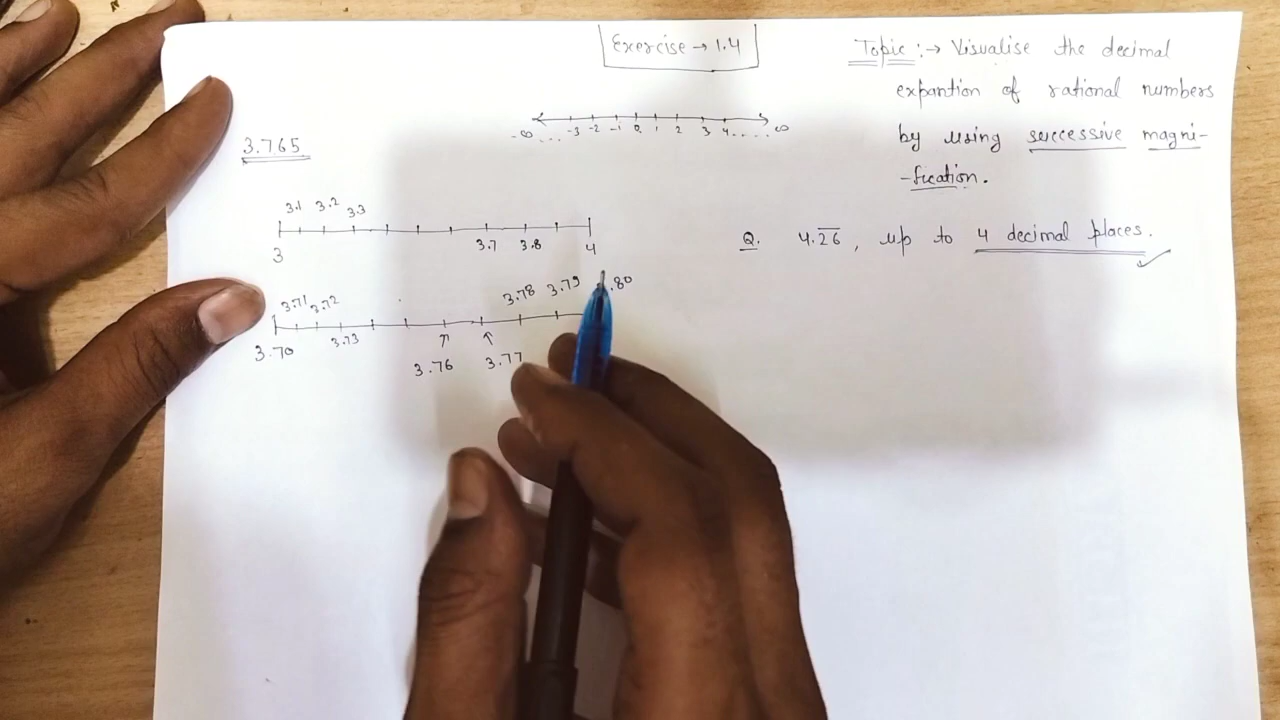 Exercise → 1.4
Topic :→ Visualise the decimal
expantion of rational numbers
by using successive magni-
-fication.
-∞ ... -3 -2 -1 0 1 2 3 4 ..... ∞
3.765
3.1 3.2 3.3
3.7 3.8
3 4
Q. 4.2̅6̅, up to 4 decimal places.
3.71 3.72 3.78 3.79 .80
3.70 3.73 3.76 3.77